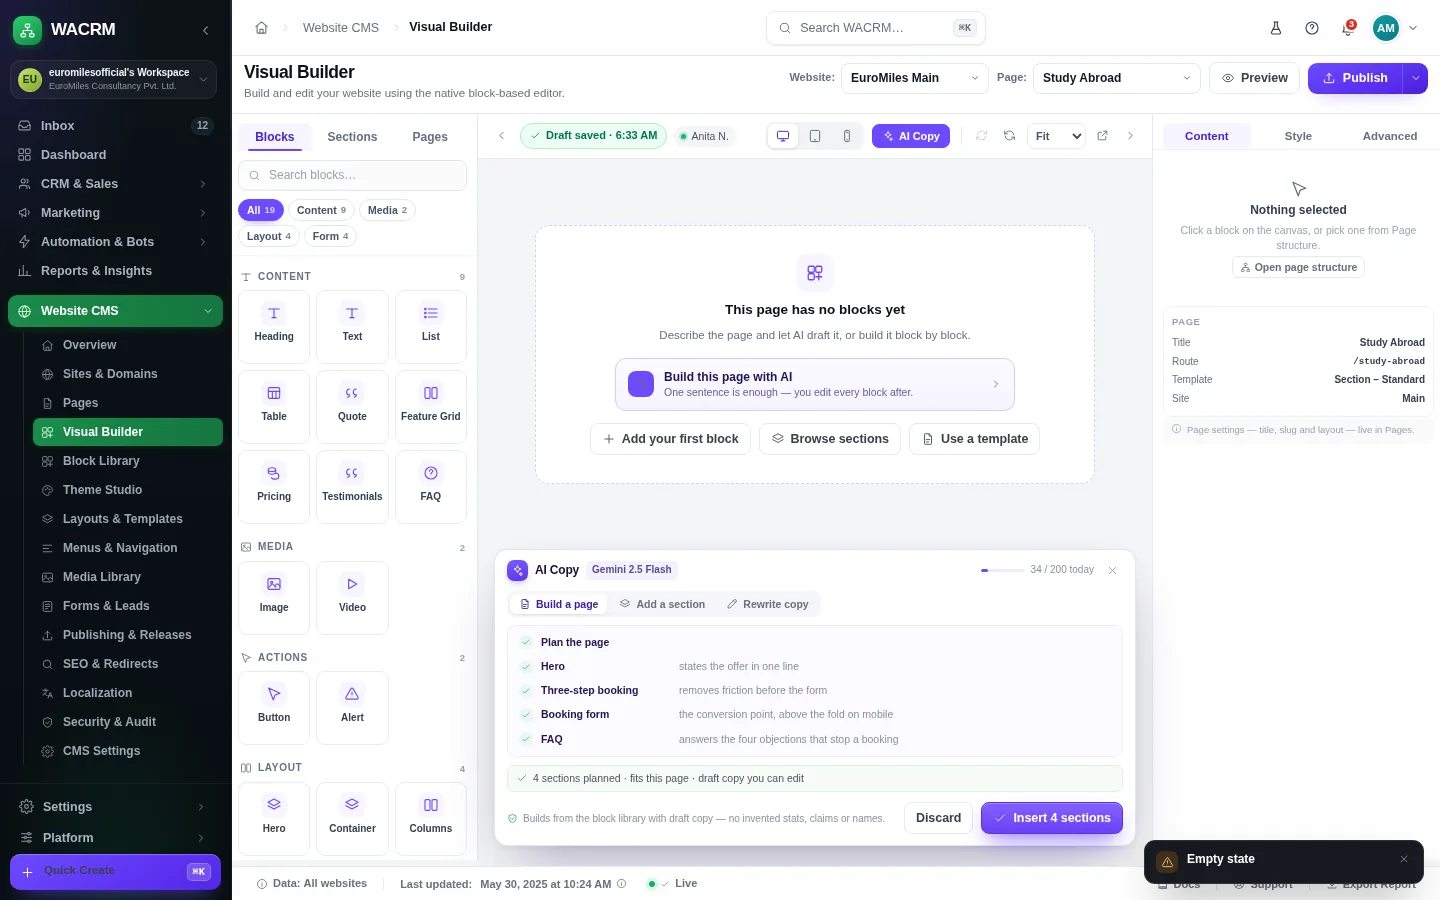 WACRM
EU
euromilesofficial's Workspace
EuroMiles Consultancy Pvt. Ltd.
Inbox
12
Dashboard
CRM & Sales
Marketing
Automation & Bots
Reports & Insights
Website CMS
Overview
Sites & Domains
Pages
Visual Builder
Block Library
Theme Studio
Layouts & Templates
Menus & Navigation
Media Library
Forms & Leads
Publishing & Releases
SEO & Redirects
Localization
Security & Audit
CMS Settings
Settings
Platform
Quick Create
⌘K
Website CMS
Visual Builder
Search WACRM…
⌘K
3
AM
Visual Builder
Build and edit your website using the native block-based editor.
Website:
EuroMiles Main
Page:
Study Abroad
Preview
Publish
Blocks
Sections
Pages
Search blocks…
All 19
Content 9
Media 2
Layout 4
Form 4
CONTENT
9
Heading
Text
List
Table
Quote
Feature Grid
Pricing
Testimonials
FAQ
MEDIA
2
Image
Video
ACTIONS
2
Button
Alert
LAYOUT
4
Hero
Container
Columns
Draft saved · 6:33 AM
Anita N.
AI Copy
Fit
This page has no blocks yet
Describe the page and let AI draft it, or build it block by block.
Build this page with AI
One sentence is enough — you edit every block after.
Add your first block
Browse sections
Use a template
AI Copy
Gemini 2.5 Flash
34 / 200 today
Build a page
Add a section
Rewrite copy
Plan the page
Hero
states the offer in one line
Three-step booking
removes friction before the form
Booking form
the conversion point, above the fold on mobile
FAQ
answers the four objections that stop a booking
4 sections planned · fits this page · draft copy you can edit
Builds from the block library with draft copy — no invented stats, claims or names.
Discard
Insert 4 sections
Content
Style
Advanced
Nothing selected
Click a block on the canvas, or pick one from Page
structure.
Open page structure
PAGE
Title
Study Abroad
Route
/study-abroad
Template
Section – Standard
Site
Main
Page settings — title, slug and layout — live in Pages.
Data: All websites
Last updated: May 30, 2025 at 10:24 AM
Live
Docs
Support
Export Report
Empty state